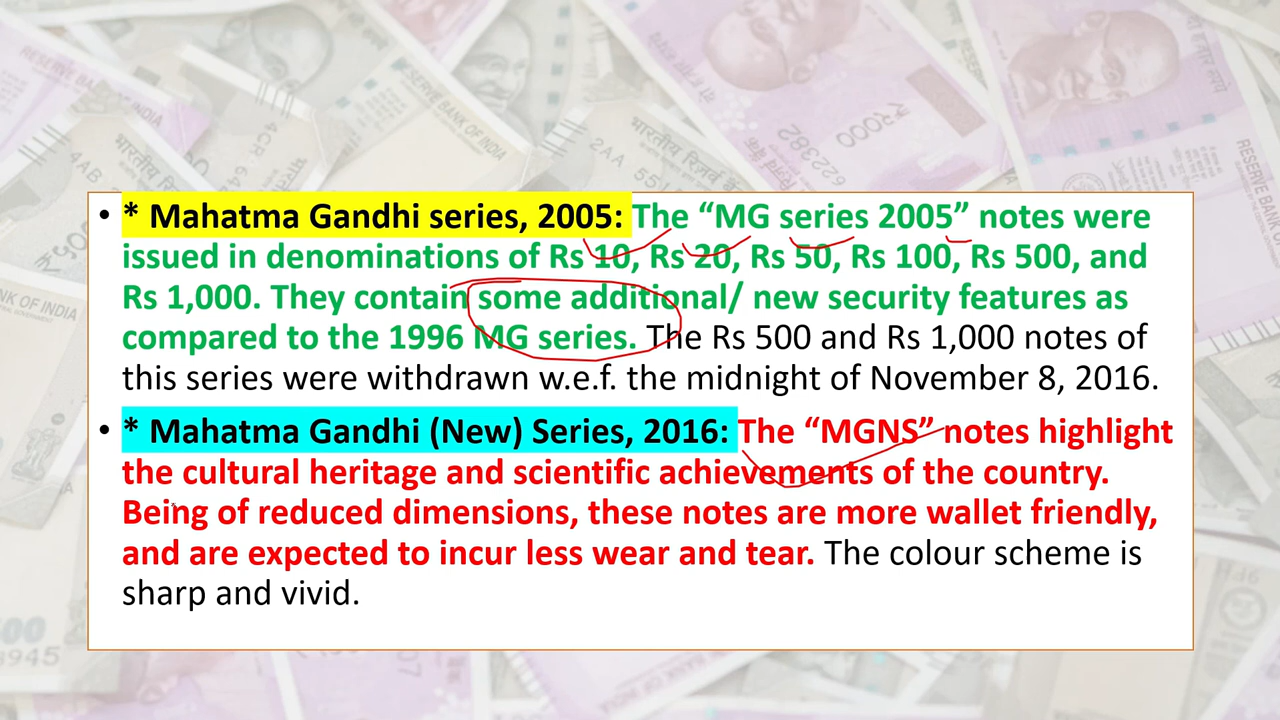 • * Mahatma Gandhi series, 2005: The “MG series 2005” notes were
issued in denominations of Rs 10, Rs 20, Rs 50, Rs 100, Rs 500, and
Rs 1,000. They contain some additional/ new security features as
compared to the 1996 MG series. The Rs 500 and Rs 1,000 notes of
this series were withdrawn w.e.f. the midnight of November 8, 2016.
• * Mahatma Gandhi (New) Series, 2016: The “MGNS” notes highlight
the cultural heritage and scientific achievements of the country.
Being of reduced dimensions, these notes are more wallet friendly,
and are expected to incur less wear and tear. The colour scheme is
sharp and vivid.